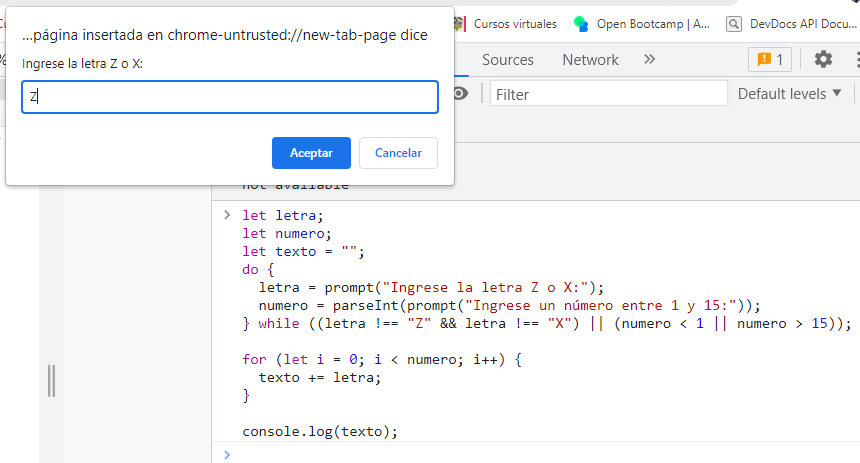 ...página insertada en chrome-untrusted://new-tab-page dice
Ingrese la letra Z o X:
Z
Aceptar
Cancelar
Cursos virtuales
Open Bootcamp | A...
DevDocs API Docu...
Sources
Network
1
Filter
Default levels
not available
let letra;
let numero;
let texto = "";
do {
letra = prompt("Ingrese la letra Z o X:");
numero = parseInt(prompt("Ingrese un número entre 1 y 15:"));
} while ((letra !== "Z" && letra !== "X") || (numero < 1 || numero > 15));
for (let i = 0; i < numero; i++) {
texto += letra;
}
console.log(texto);